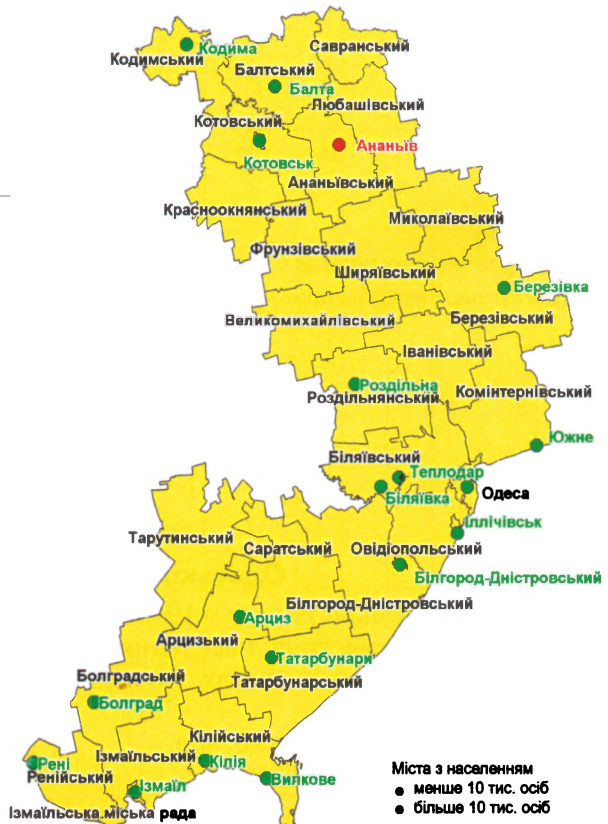 Кодима
Савранський
Кодимський
Балтський
Балта
Любашівський
Котовський
Ананьїв
Котовськ
Ананьївський
Красноокнянський
Миколаївський
Фрунзівський
Ширяївський
Березівка
Великомихайлівський
Березівський
Іванівський
Роздільна
Роздільнянський
Комінтернівський
Южне
Біляївський
Теплодар
Біляївка
Одеса
Іллічівськ
Тарутинський
Саратський
Овідіопольський
Білгород-Дністровський
Білгород-Дністровський
Арциз
Арцизький
Татарбунари
Болградський
Татарбунарський
Болград
Кілійський
Ізмаїльський
Кілія
Рені
Ренійський
Вилкове
Ізмаїл
Ізмаїльська міська рада
Міста з населенням
менше 10 тис. осіб
більше 10 тис. осіб